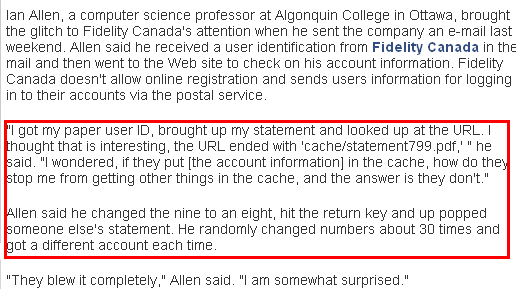 Ian Allen, a computer science professor at Algonquin College in Ottawa, brought
the glitch to Fidelity Canada's attention when he sent the company an e-mail last
weekend. Allen said he received a user identification from Fidelity Canada in the
mail and then went to the Web site to check on his account information. Fidelity
Canada doesn't allow online registration and sends users information for logging
in to their accounts via the postal service.
"I got my paper user ID, brought up my statement and looked up at the URL. I
thought that is interesting, the URL ended with 'cache/statement799.pdf,' " he
said. "I wondered, if they put [the account information] in the cache, how do they
stop me from getting other things in the cache, and the answer is they don't."
Allen said he changed the nine to an eight, hit the return key and up popped
someone else's statement. He randomly changed numbers about 30 times and
got a different account each time.
"They blew it completely," Allen said. "I am somewhat surprised."